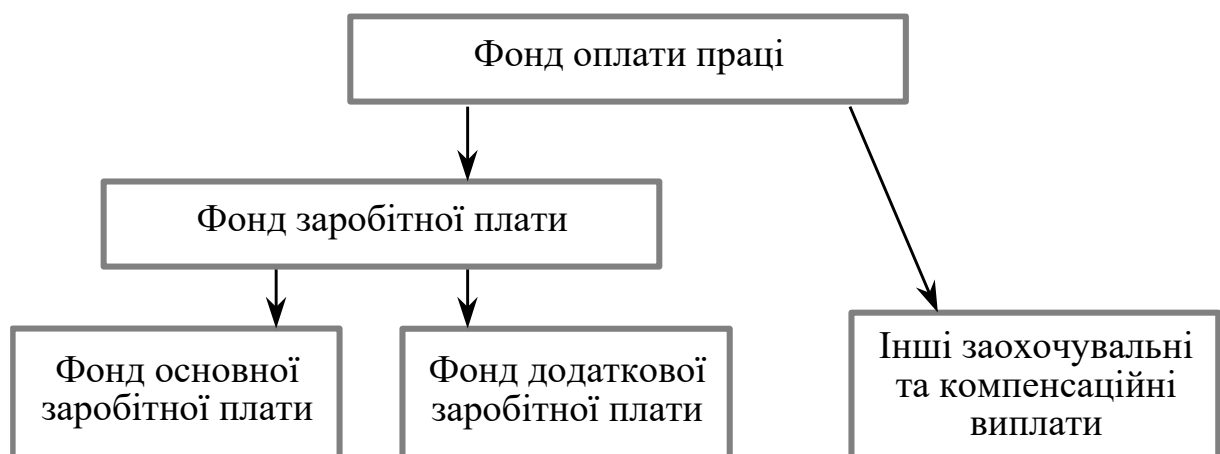 Фонд оплати праці
Фонд заробітної плати
Фонд основної
заробітної плати
Фонд додаткової
заробітної плати
Інші заохочувальні
та компенсаційні
виплати